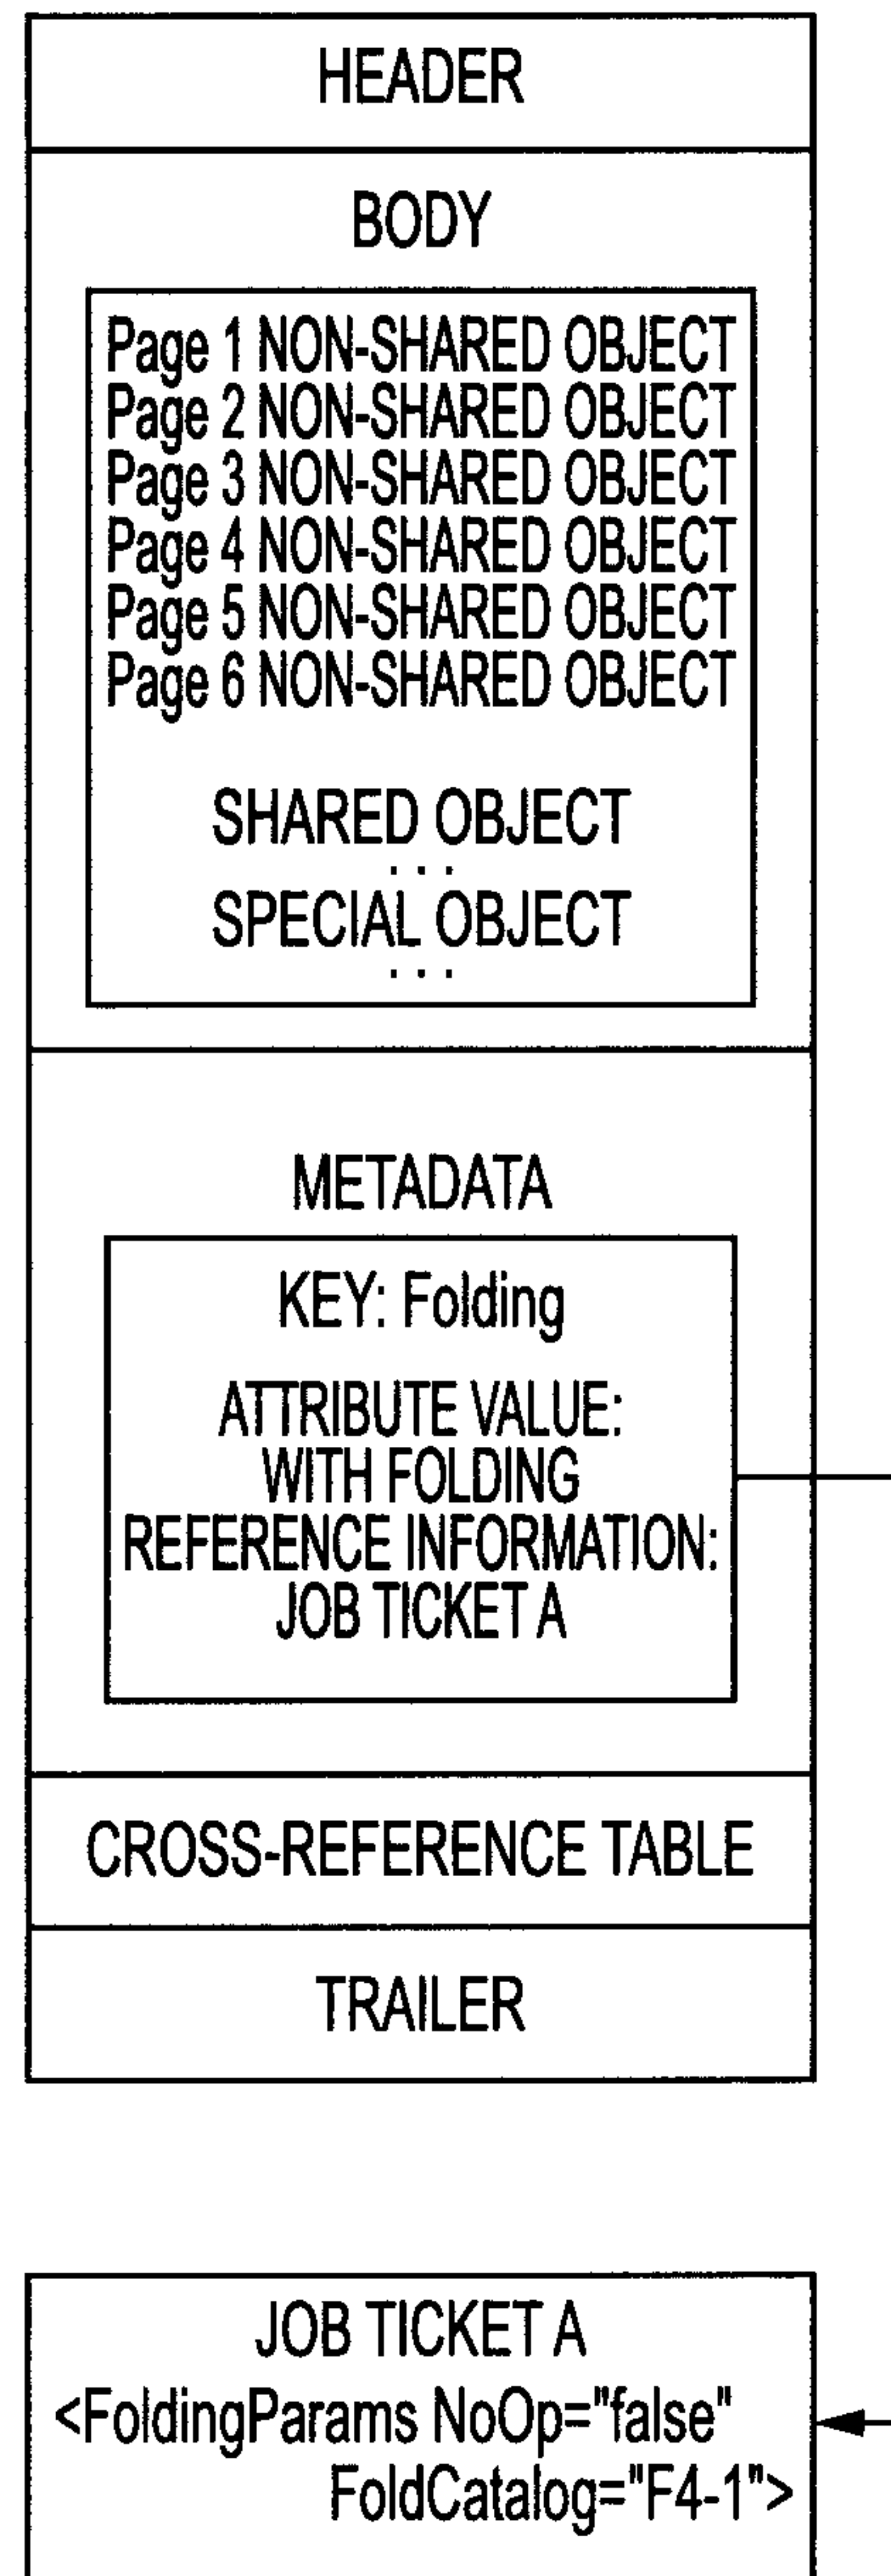 HEADER
BODY
Page 1 NON-SHARED OBJECT
Page 2 NON-SHARED OBJECT
Page 3 NON-SHARED OBJECT
Page 4 NON-SHARED OBJECT
Page 5 NON-SHARED OBJECT
Page 6 NON-SHARED OBJECT
SHARED OBJECT
. . .
SPECIAL OBJECT
. . .
METADATA
KEY: Folding
ATTRIBUTE VALUE:
WITH FOLDING
REFERENCE INFORMATION:
JOB TICKET A
CROSS-REFERENCE TABLE
TRAILER
JOB TICKET A
<FoldingParams NoOp="false"
FoldCatalog="F4-1">